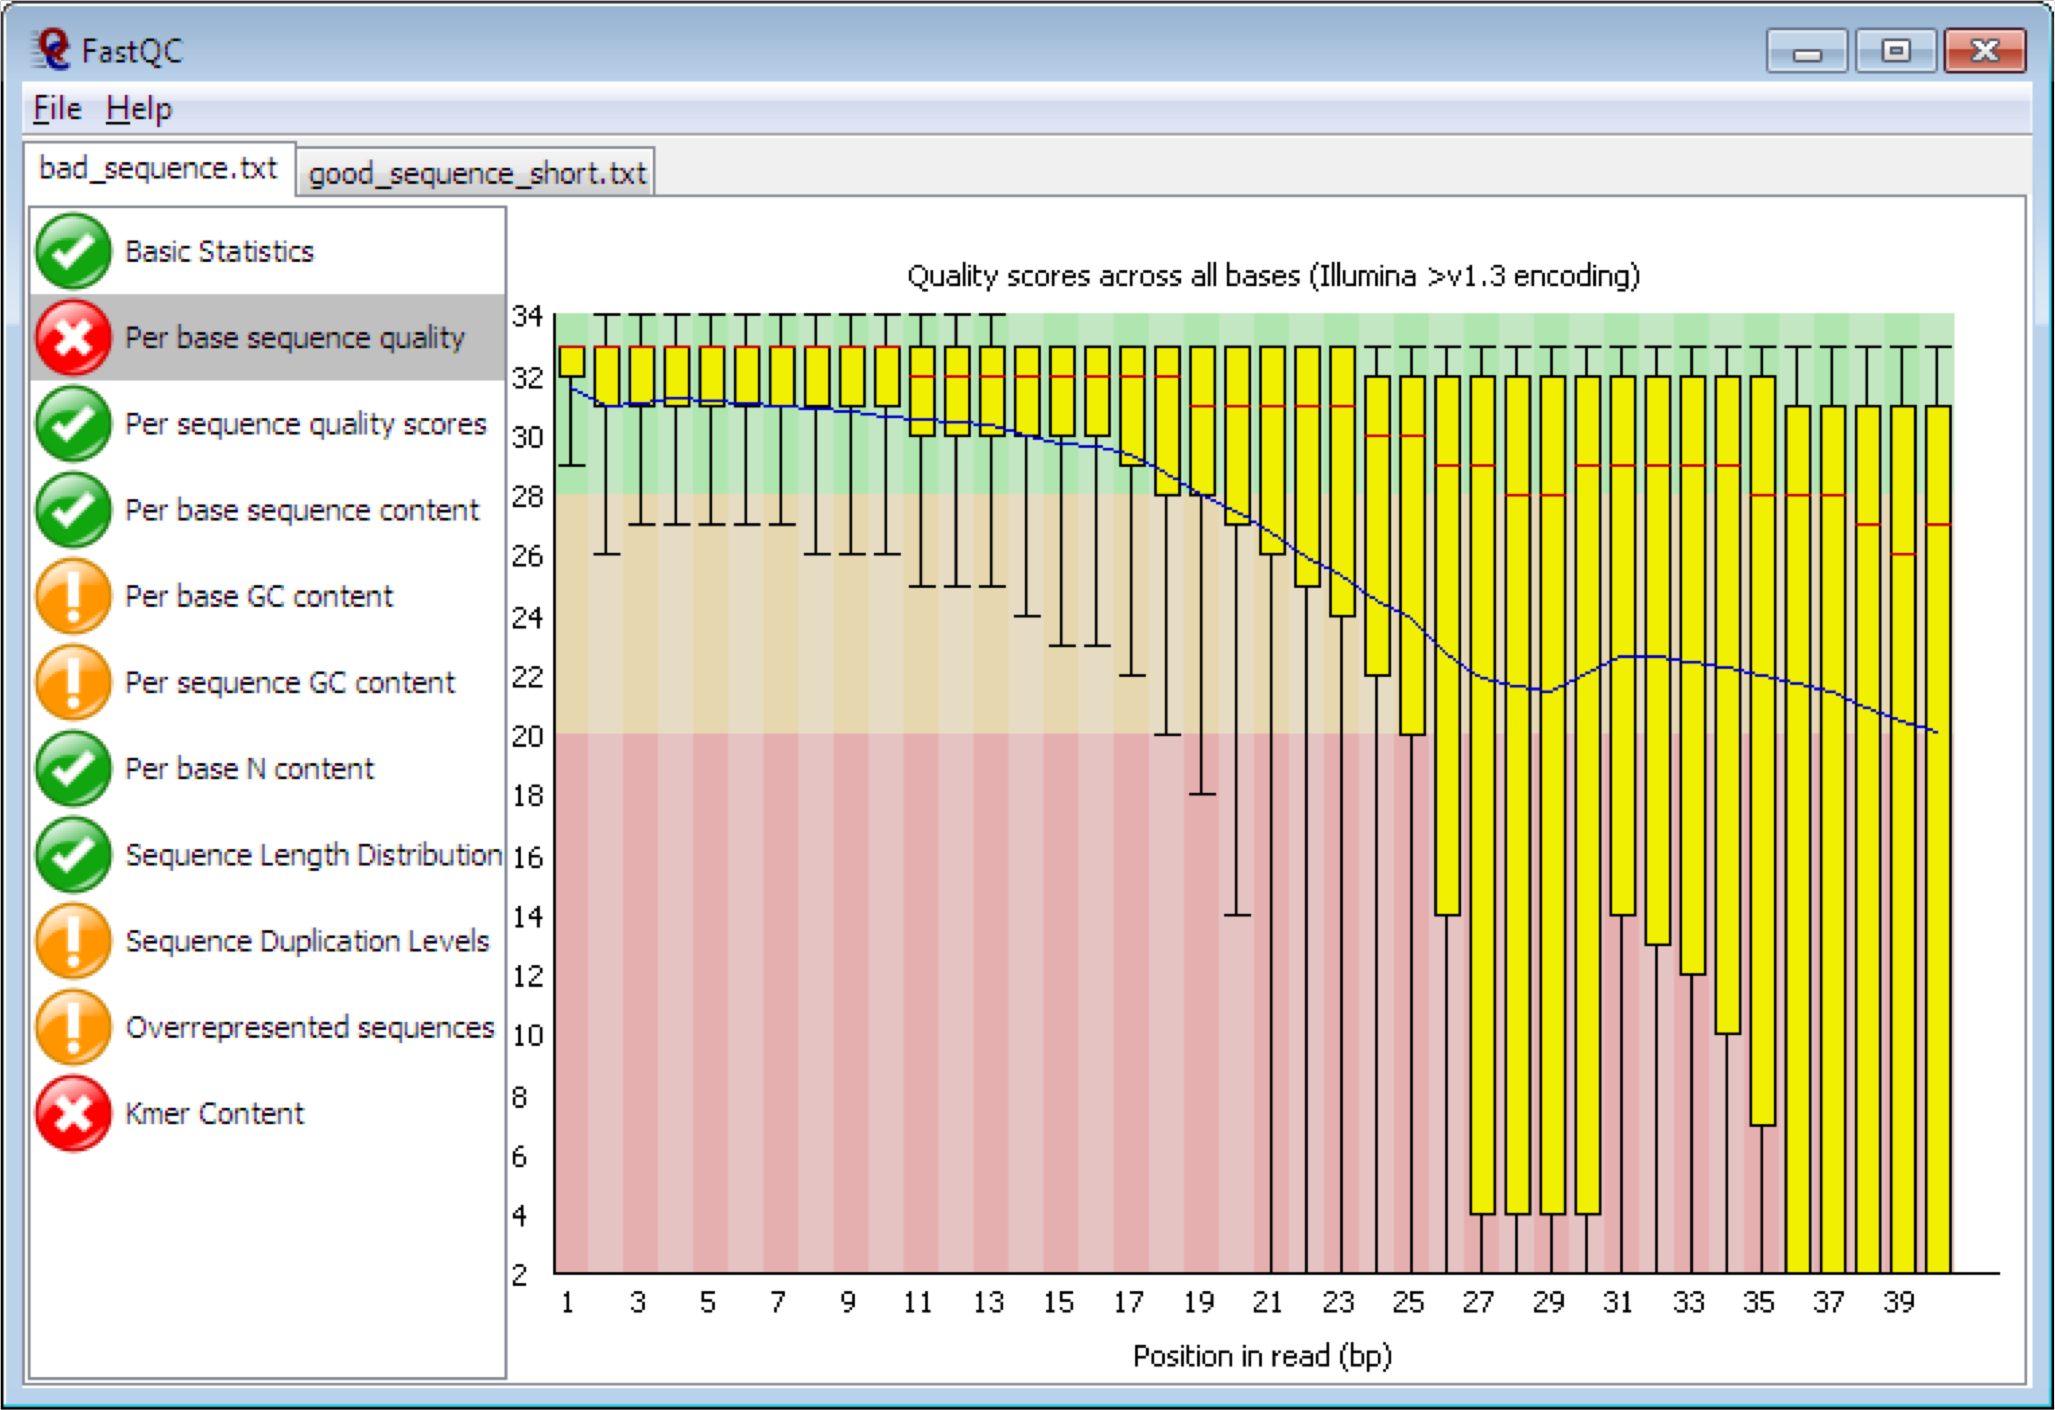 FastQC
File Help
bad_sequence.txt good_sequence_short.txt
Basic Statistics
Per base sequence quality
Per sequence quality scores
Per base sequence content
Per base GC content
Per sequence GC content
Per base N content
Sequence Length Distribution
Sequence Duplication Levels
Overrepresented sequences
Kmer Content
Quality scores across all bases (Illumina >v1.3 encoding)
34
32
30
28
26
24
22
20
18
16
14
12
10
8
6
4
2
1 3 5 7 9 11 13 15 17 19 21 23 25 27 29 31 33 35 37 39
Position in read (bp)